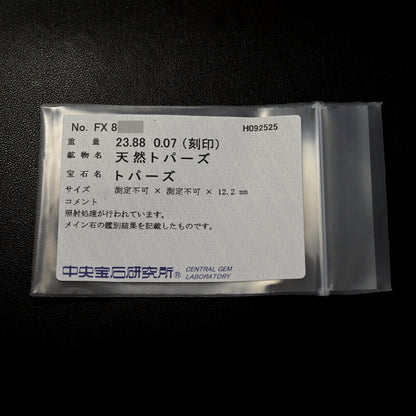 No. FX 8
H092525
重量 23.88 0.07 (刻印)
鉱物名 天然トパーズ
宝石名 トパーズ
サイズ 測定不可 × 測定不可 × 12.2 mm
コメント
照射処理が行われています。
メイン石の鑑別結果を記載したものです。
中央宝石研究所® CENTRAL GEM
LABORATORY